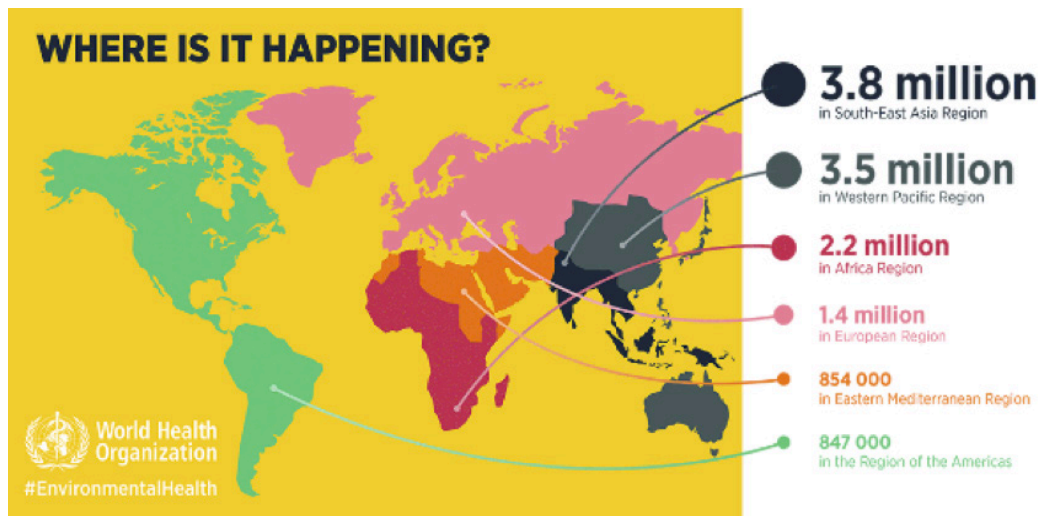 WHERE IS IT HAPPENING?
3.8 million
in South-East Asia Region
3.5 million
in Western Pacific Region
2.2 million
in Africa Region
1.4 million
in European Region
854 000
in Eastern Mediterranean Region
847 000
in the Region of the Americas
World Health
Organization
#EnvironmentalHealth